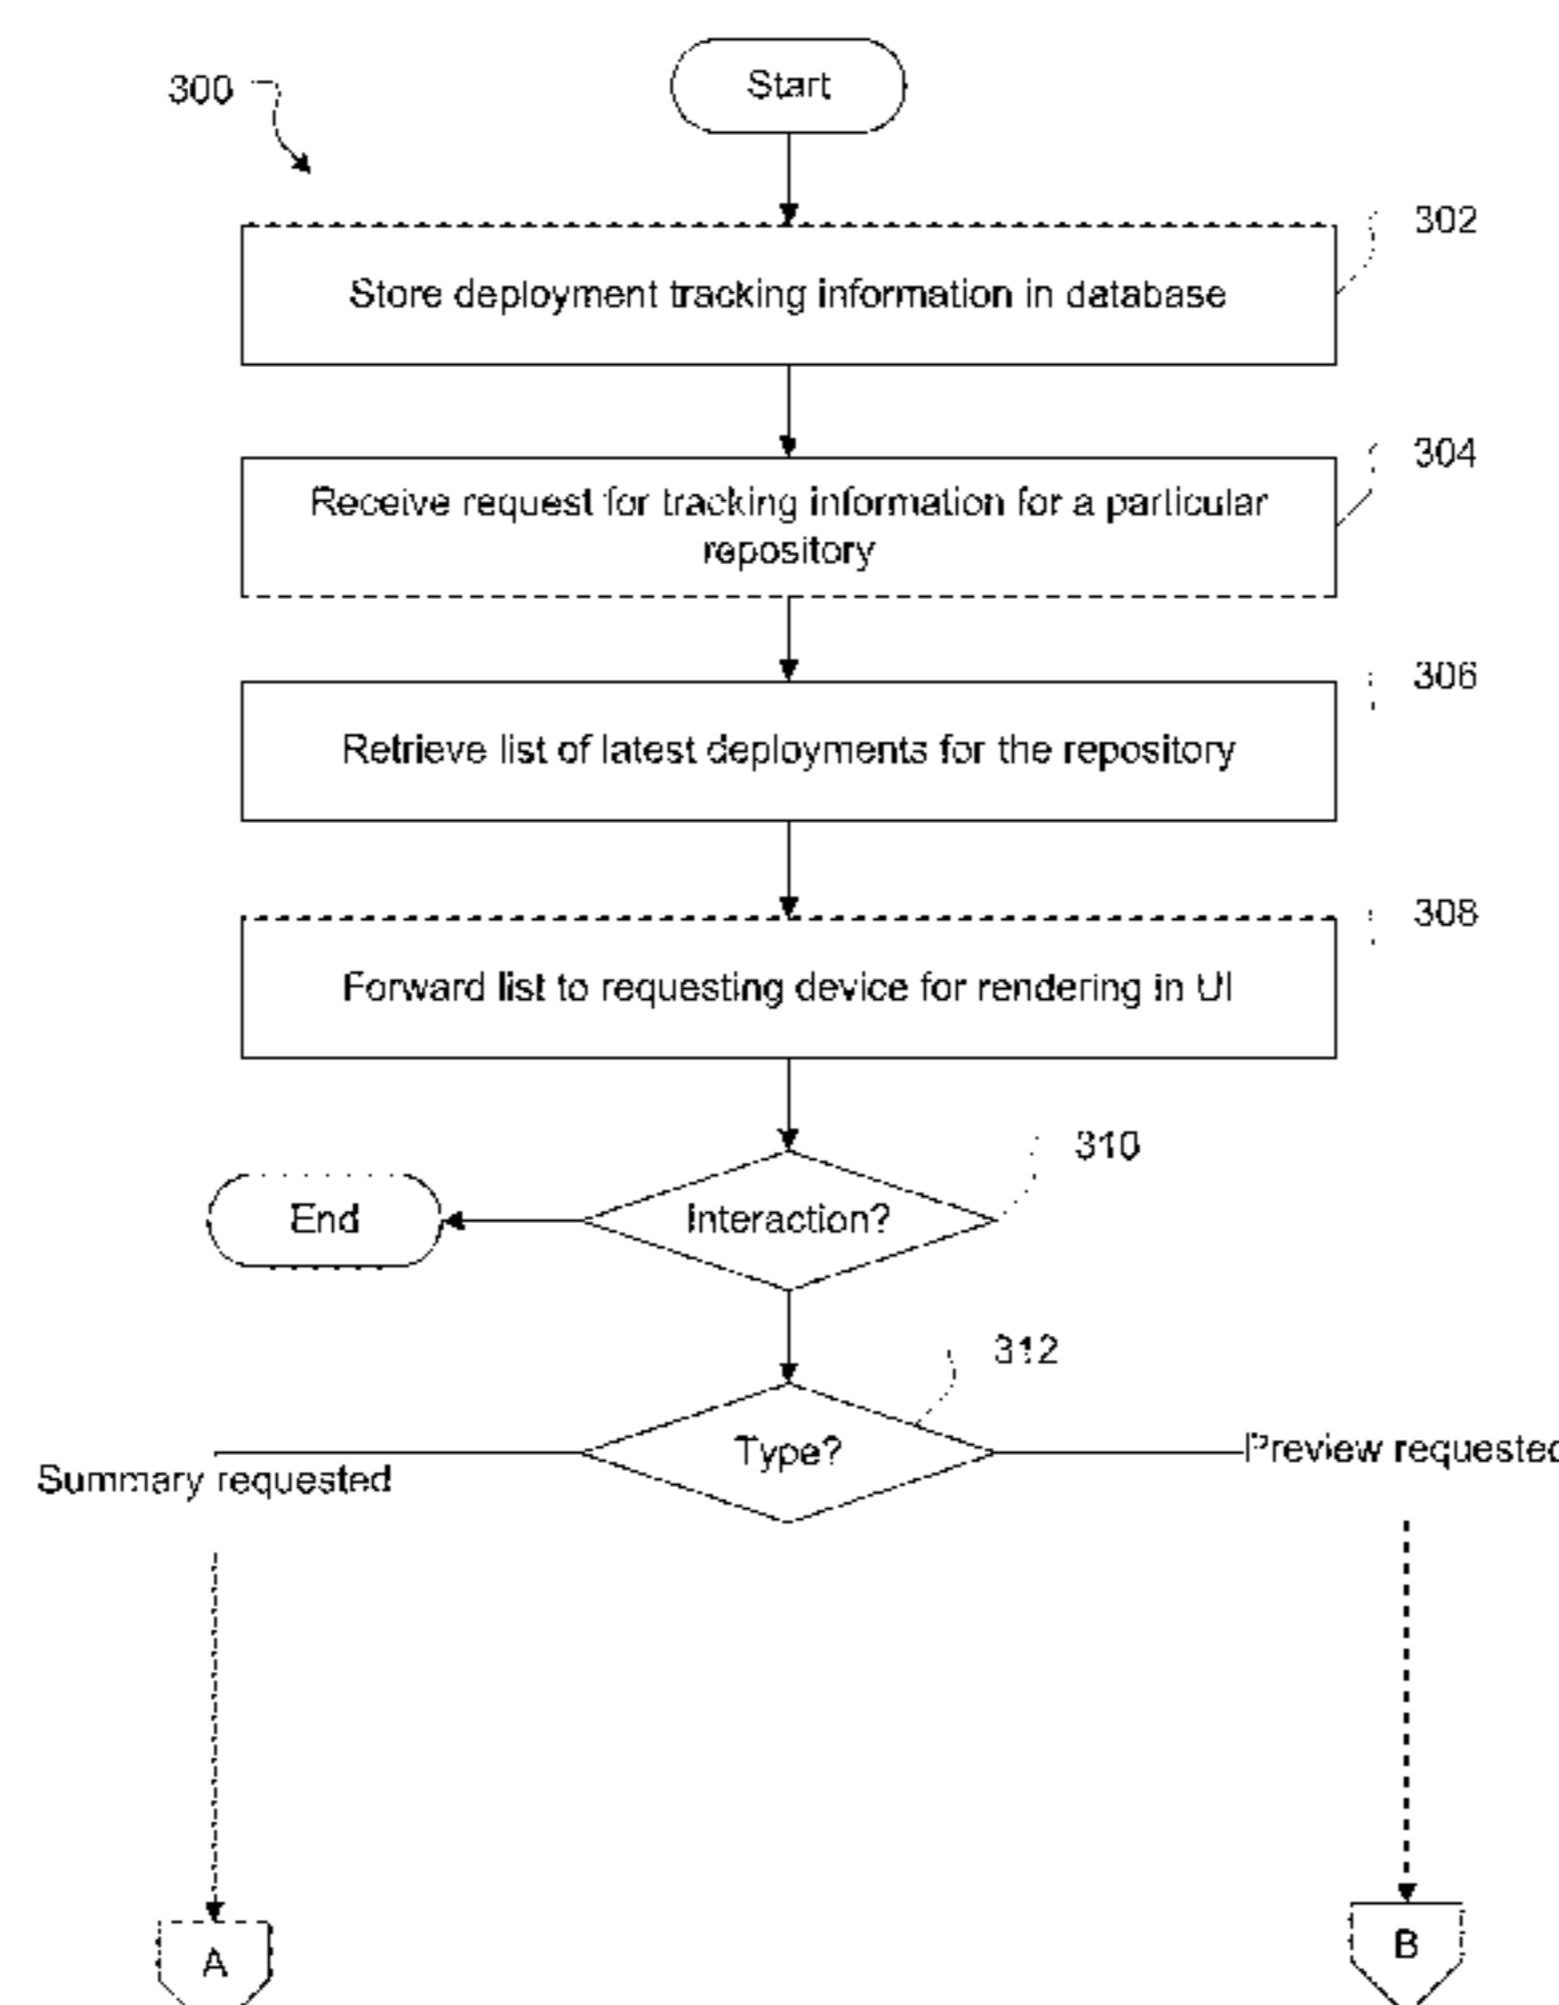 Start
300
302
Store deployment tracking information in database
304
Receive request for tracking information for a particular
repository
306
Retrieve list of latest deployments for the repository
308
Forward list to requesting device for rendering in UI
310
End
Interaction?
312
Type?
Preview requested
Summary requested
A
B